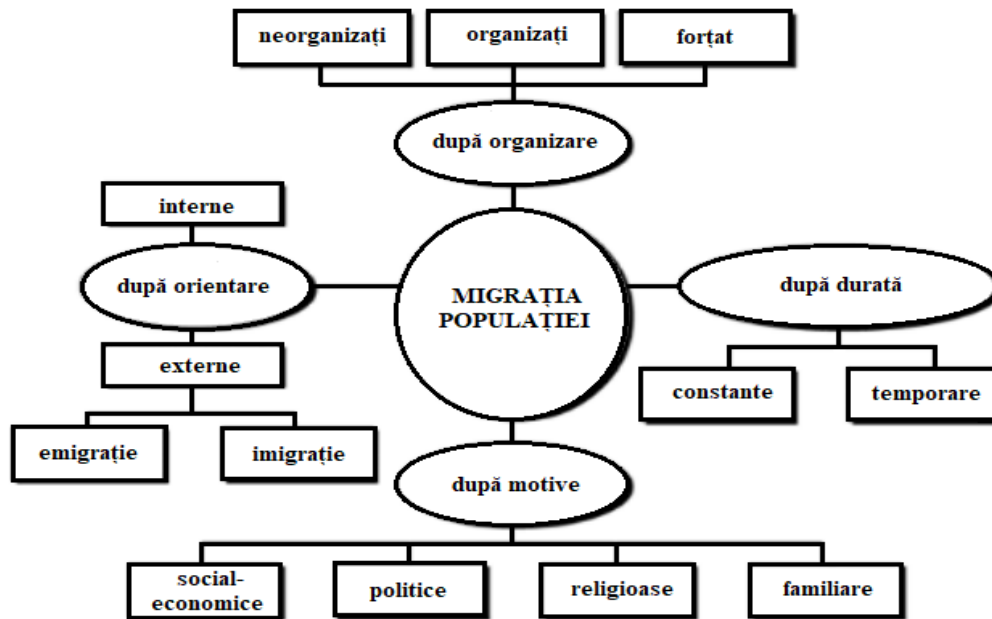 neorganizați
organizați
forțat
după organizare
interne
după orientare
externe
emigrație
imigrație
MIGRAȚIA
POPULAȚIEI
după durată
constante
temporare
după motive
social-
economice
politice
religioase
familiare